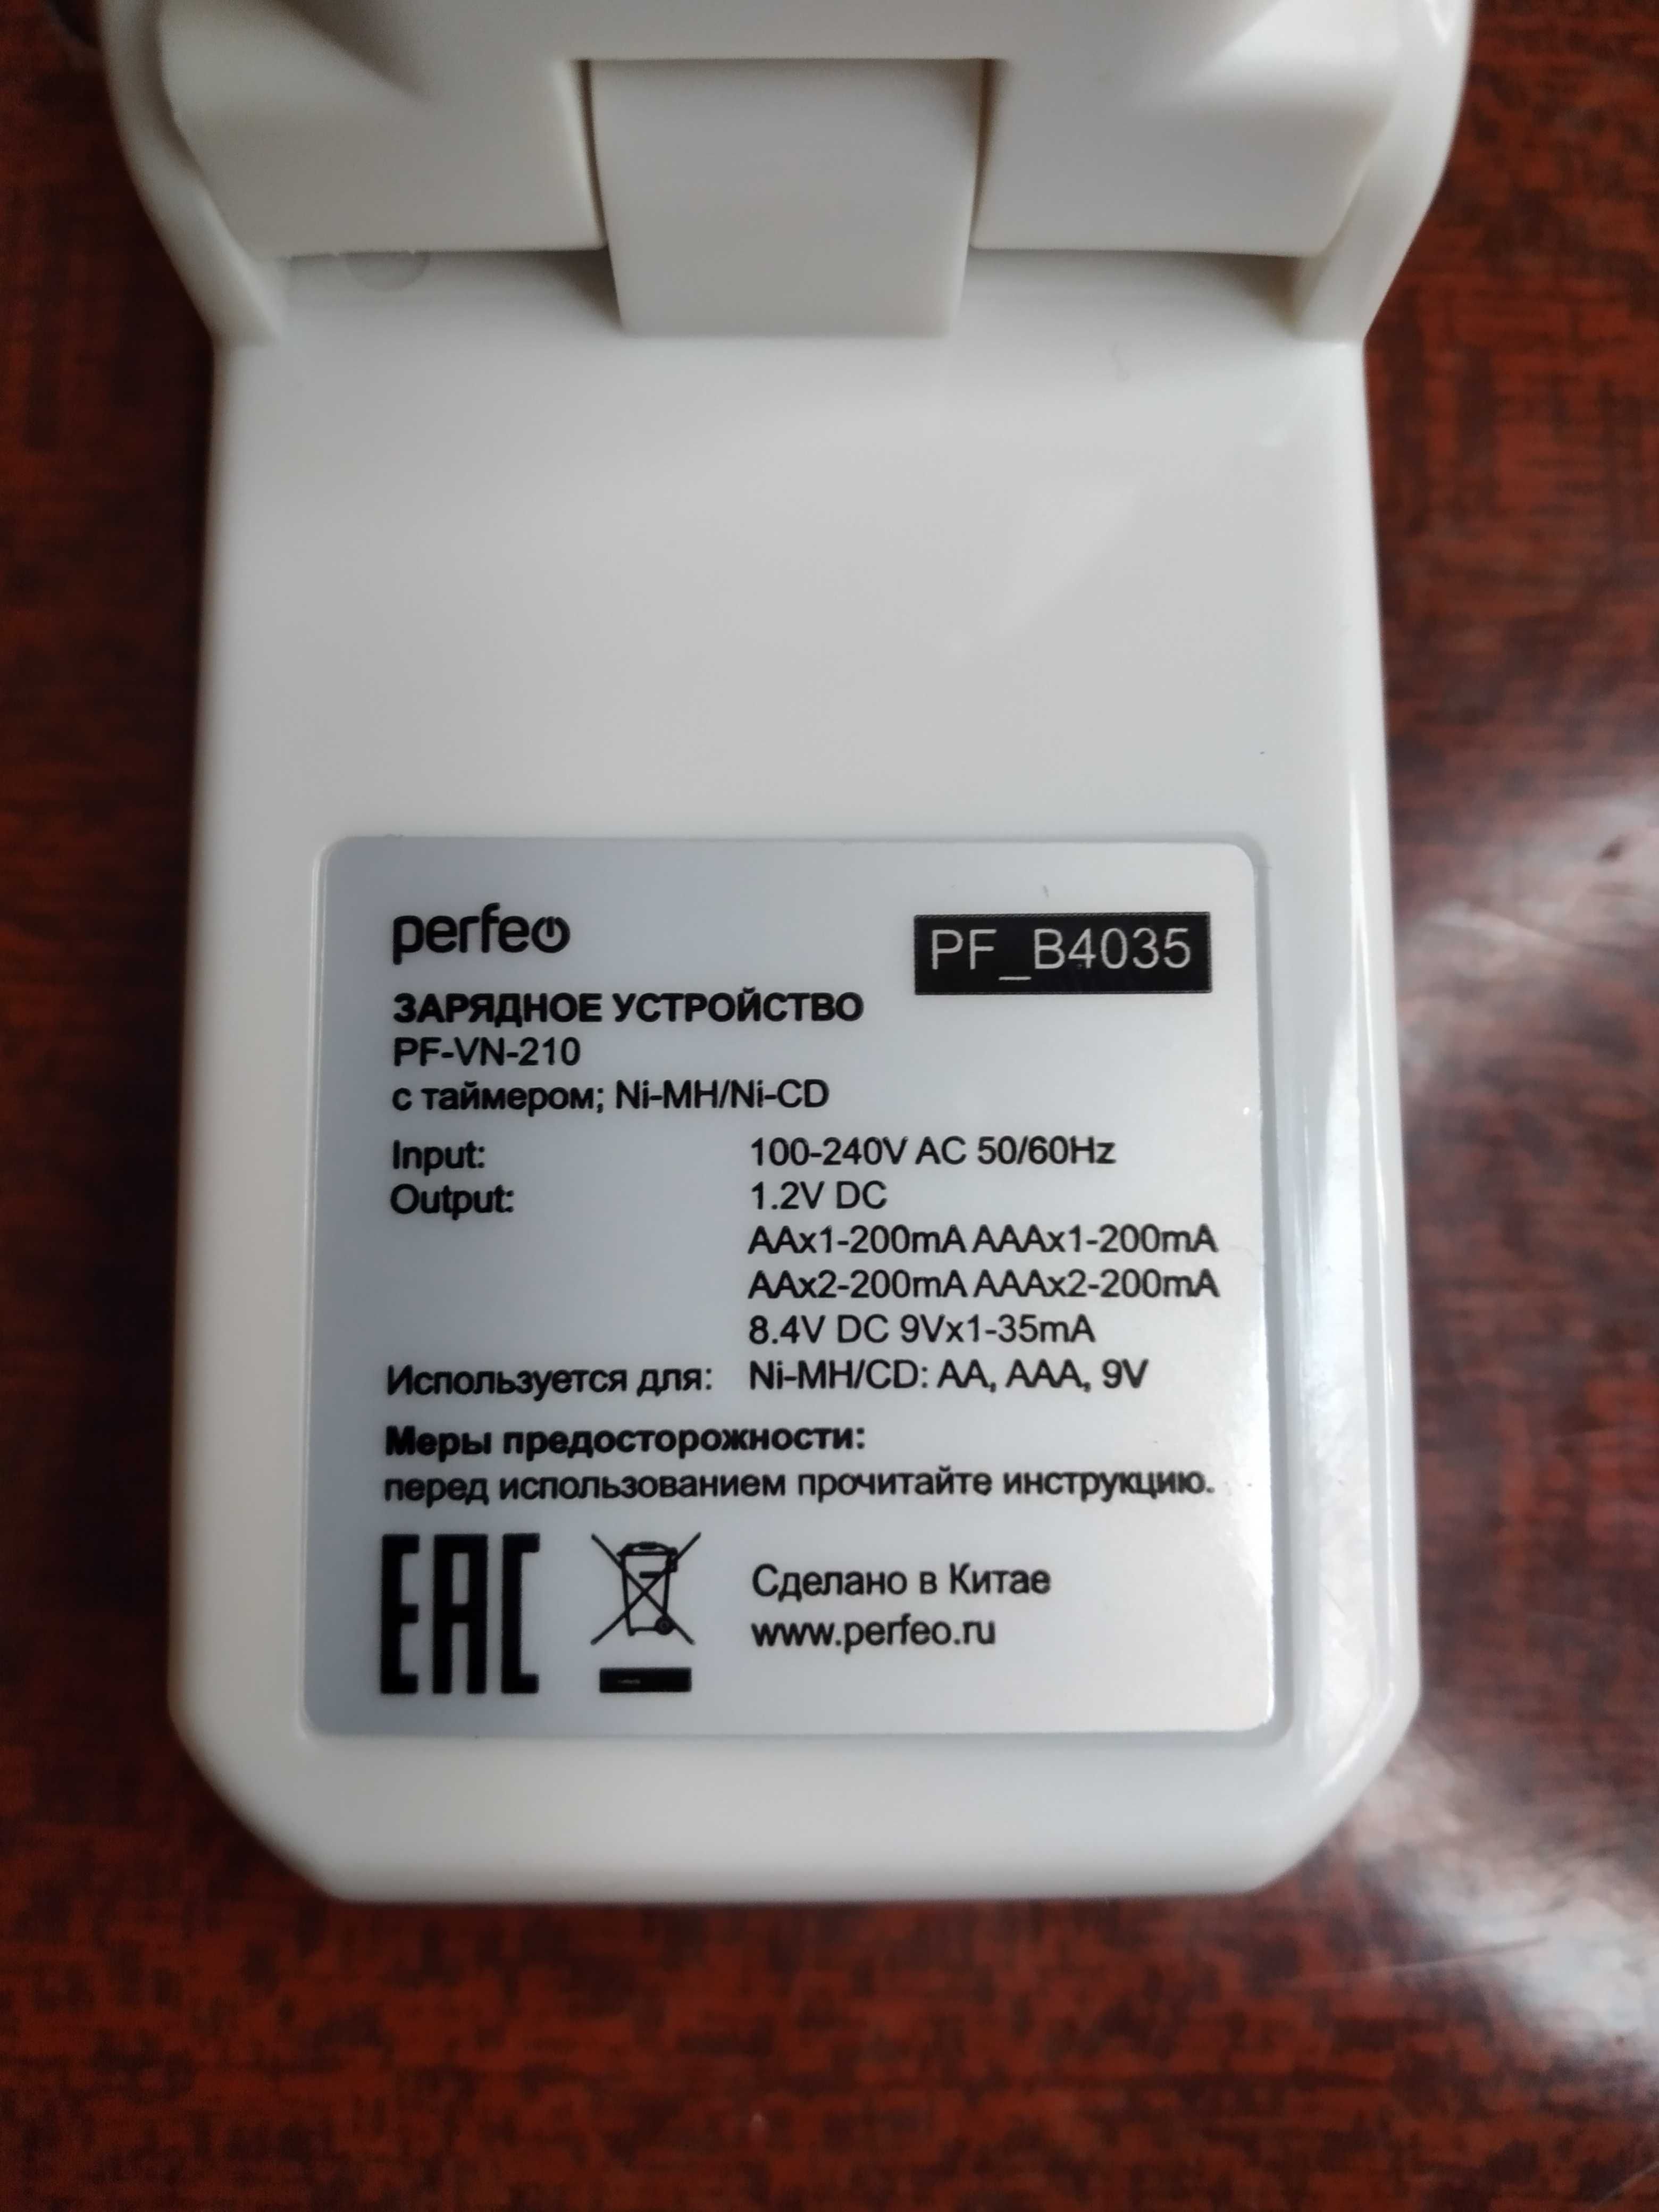 perfeo
PF_B4035
ЗАРЯДНОЕ УСТРОЙСТВО
PF-VN-210
с таймером; Ni-MH/Ni-CD
Input: 100-240V AC 50/60Hz
Output: 1.2V DC
AAx1-200mA AAAx1-200mA
AAx2-200mA AAAx2-200mA
8.4V DC 9Vx1-35mA
Используется для: Ni-MH/CD: AA, AAA, 9V
Меры предосторожности:
перед использованием прочитайте инструкцию.
EAC
Сделано в Китае
www.perfeo.ru